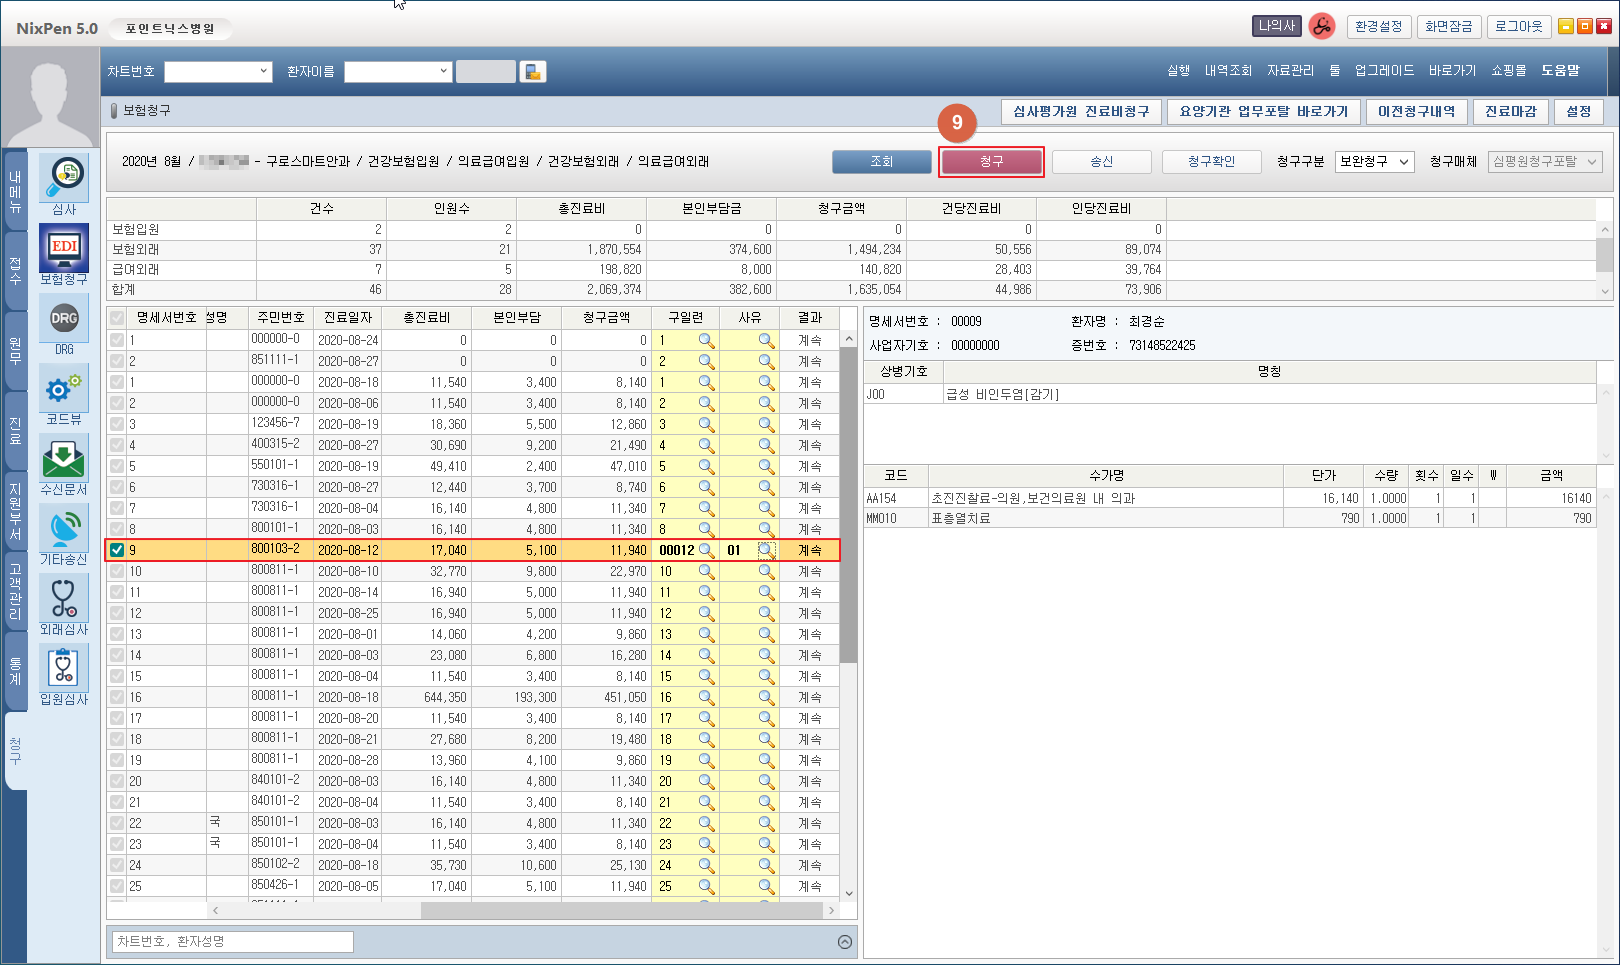 NixPen 5.0 포인트닉스병원 나의사 환경설정 화면잠금 로그아웃
차트번호 환자이름 실행 내역조회 자료관리 툴 업그레이드 바로가기 쇼핑몰 도움말
보험청구 심사평가원 진료비청구 요양기관 업무포탈 바로가기 이전청구내역 진료마감 설정
9
2020년 8월 / - 구로스마트안과 / 건강보험입원 / 의료급여입원 / 건강보험외래 / 의료급여외래 조회 청구 송신 청구확인 청구구분 보완청구 청구매체 심평원청구포탈
내메뉴
접수
원무
진료
지원부서
고객관리
통계
청구
심사
EDI
보험청구
DRG
DRG
코드뷰
수신문서
기타송신
외래심사
입원심사
건수 인원수 총진료비 본인부담금 청구금액 건당진료비 인당진료비
보험입원 2 2 0 0 0 0 0
보험외래 37 21 1,870,554 374,600 1,494,234 50,556 89,074
급여외래 7 5 198,820 8,000 140,820 28,403 39,764
합계 46 28 2,069,374 382,600 1,635,054 44,986 73,906
명세서번호 성명 주민번호 진료일자 총진료비 본인부담 청구금액 구일련 사유 결과
1 000000-0 2020-08-24 0 0 0 1 계속
2 851111-1 2020-08-27 0 0 0 2 계속
1 000000-0 2020-08-18 11,540 3,400 8,140 1 계속
2 000000-0 2020-08-06 11,540 3,400 8,140 2 계속
3 123456-7 2020-08-19 18,360 5,500 12,860 3 계속
4 400315-2 2020-08-27 30,690 9,200 21,490 4 계속
5 550101-1 2020-08-19 49,410 2,400 47,010 5 계속
6 730316-1 2020-08-27 12,440 3,700 8,740 6 계속
7 730316-1 2020-08-04 16,140 4,800 11,340 7 계속
8 800101-1 2020-08-03 16,140 4,800 11,340 8 계속
9 800103-2 2020-08-12 17,040 5,100 11,940 00012 01 계속
10 800811-1 2020-08-10 32,770 9,800 22,970 10 계속
11 800811-1 2020-08-14 16,940 5,000 11,940 11 계속
12 800811-1 2020-08-25 16,940 5,000 11,940 12 계속
13 800811-1 2020-08-01 14,060 4,200 9,860 13 계속
14 800811-1 2020-08-03 23,080 6,800 16,280 14 계속
15 800811-1 2020-08-04 11,540 3,400 8,140 15 계속
16 800811-1 2020-08-18 644,350 193,300 451,050 16 계속
17 800811-1 2020-08-20 11,540 3,400 8,140 17 계속
18 800811-1 2020-08-21 27,680 8,200 19,480 18 계속
19 800811-1 2020-08-28 13,960 4,100 9,860 19 계속
20 840101-2 2020-08-03 16,140 4,800 11,340 20 계속
21 840101-2 2020-08-04 11,540 3,400 8,140 21 계속
22 국 850101-1 2020-08-03 16,140 4,800 11,340 22 계속
23 국 850101-1 2020-08-04 11,540 3,400 8,140 23 계속
24 850102-2 2020-08-18 35,730 10,600 25,130 24 계속
25 850426-1 2020-08-05 17,040 5,100 11,940 25 계속
차트번호, 환자성명
명세서번호 : 00009 환자명 : 최경순
사업자기호 : 00000000 증번호 : 73148522425
상병기호 명칭
J00 급성 비인두염[감기]
코드 수가명 단가 수량 횟수 일수 W 금액
AA154 초진진찰료-의원,보건의료원 내 의과 16,140 1.0000 1 1 16140
MM010 표층열치료 790 1.0000 1 1 790